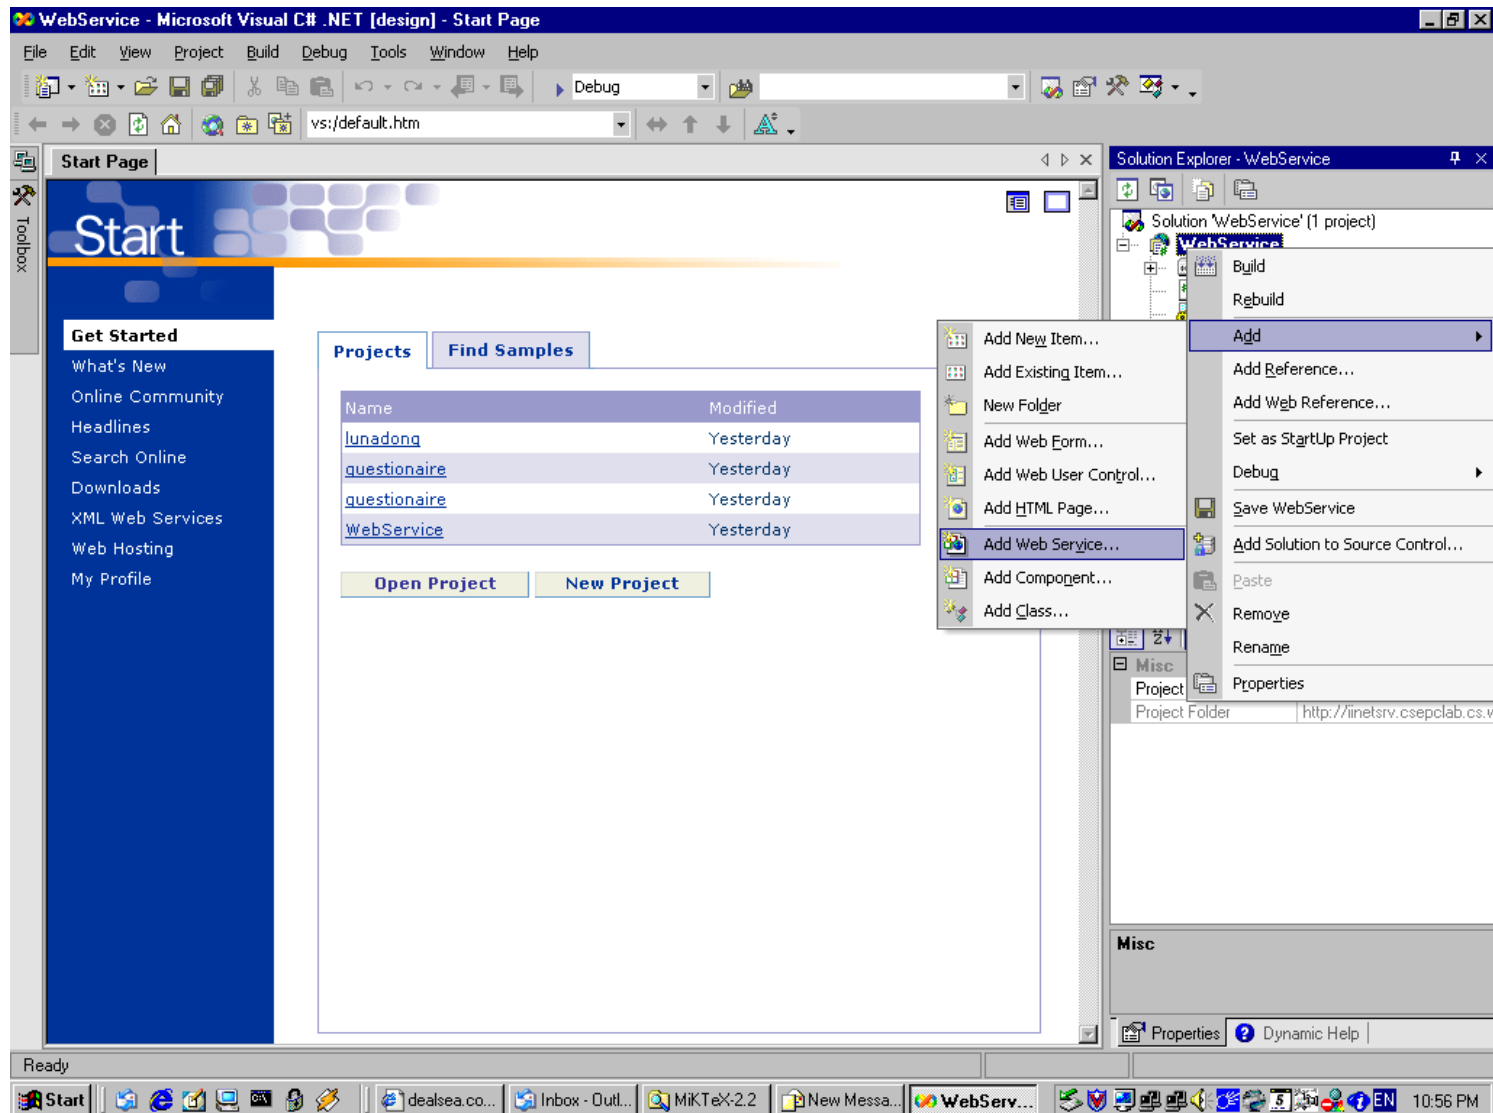 WebService - Microsoft Visual C# .NET [design] - Start Page
File Edit View Project Build Debug Tools Window Help
Debug
vs:/default.htm
Start Page
Solution Explorer - WebService
Toolbox
Start
Solution 'WebService' (1 project)
WebService
Build
Rebuild
Add
Add Reference...
Add Web Reference...
Set as StartUp Project
Debug
Save WebService
Add Solution to Source Control...
Paste
Remove
Rename
Properties
Add New Item...
Add Existing Item...
New Folder
Add Web Form...
Add Web User Control...
Add HTML Page...
Add Web Service...
Add Component...
Add Class...
Get Started
What's New
Online Community
Headlines
Search Online
Downloads
XML Web Services
Web Hosting
My Profile
Projects Find Samples
Name Modified
lunadong Yesterday
questionaire Yesterday
questionaire Yesterday
WebService Yesterday
Open Project New Project
Misc
Project
Project Folder http://iinetsrv.csepclab.cs.w
Misc
Properties Dynamic Help
Ready
Start dealsea.co... Inbox - Outl... MiKTeX-2.2 New Messa... WebServ... EN 10:56 PM